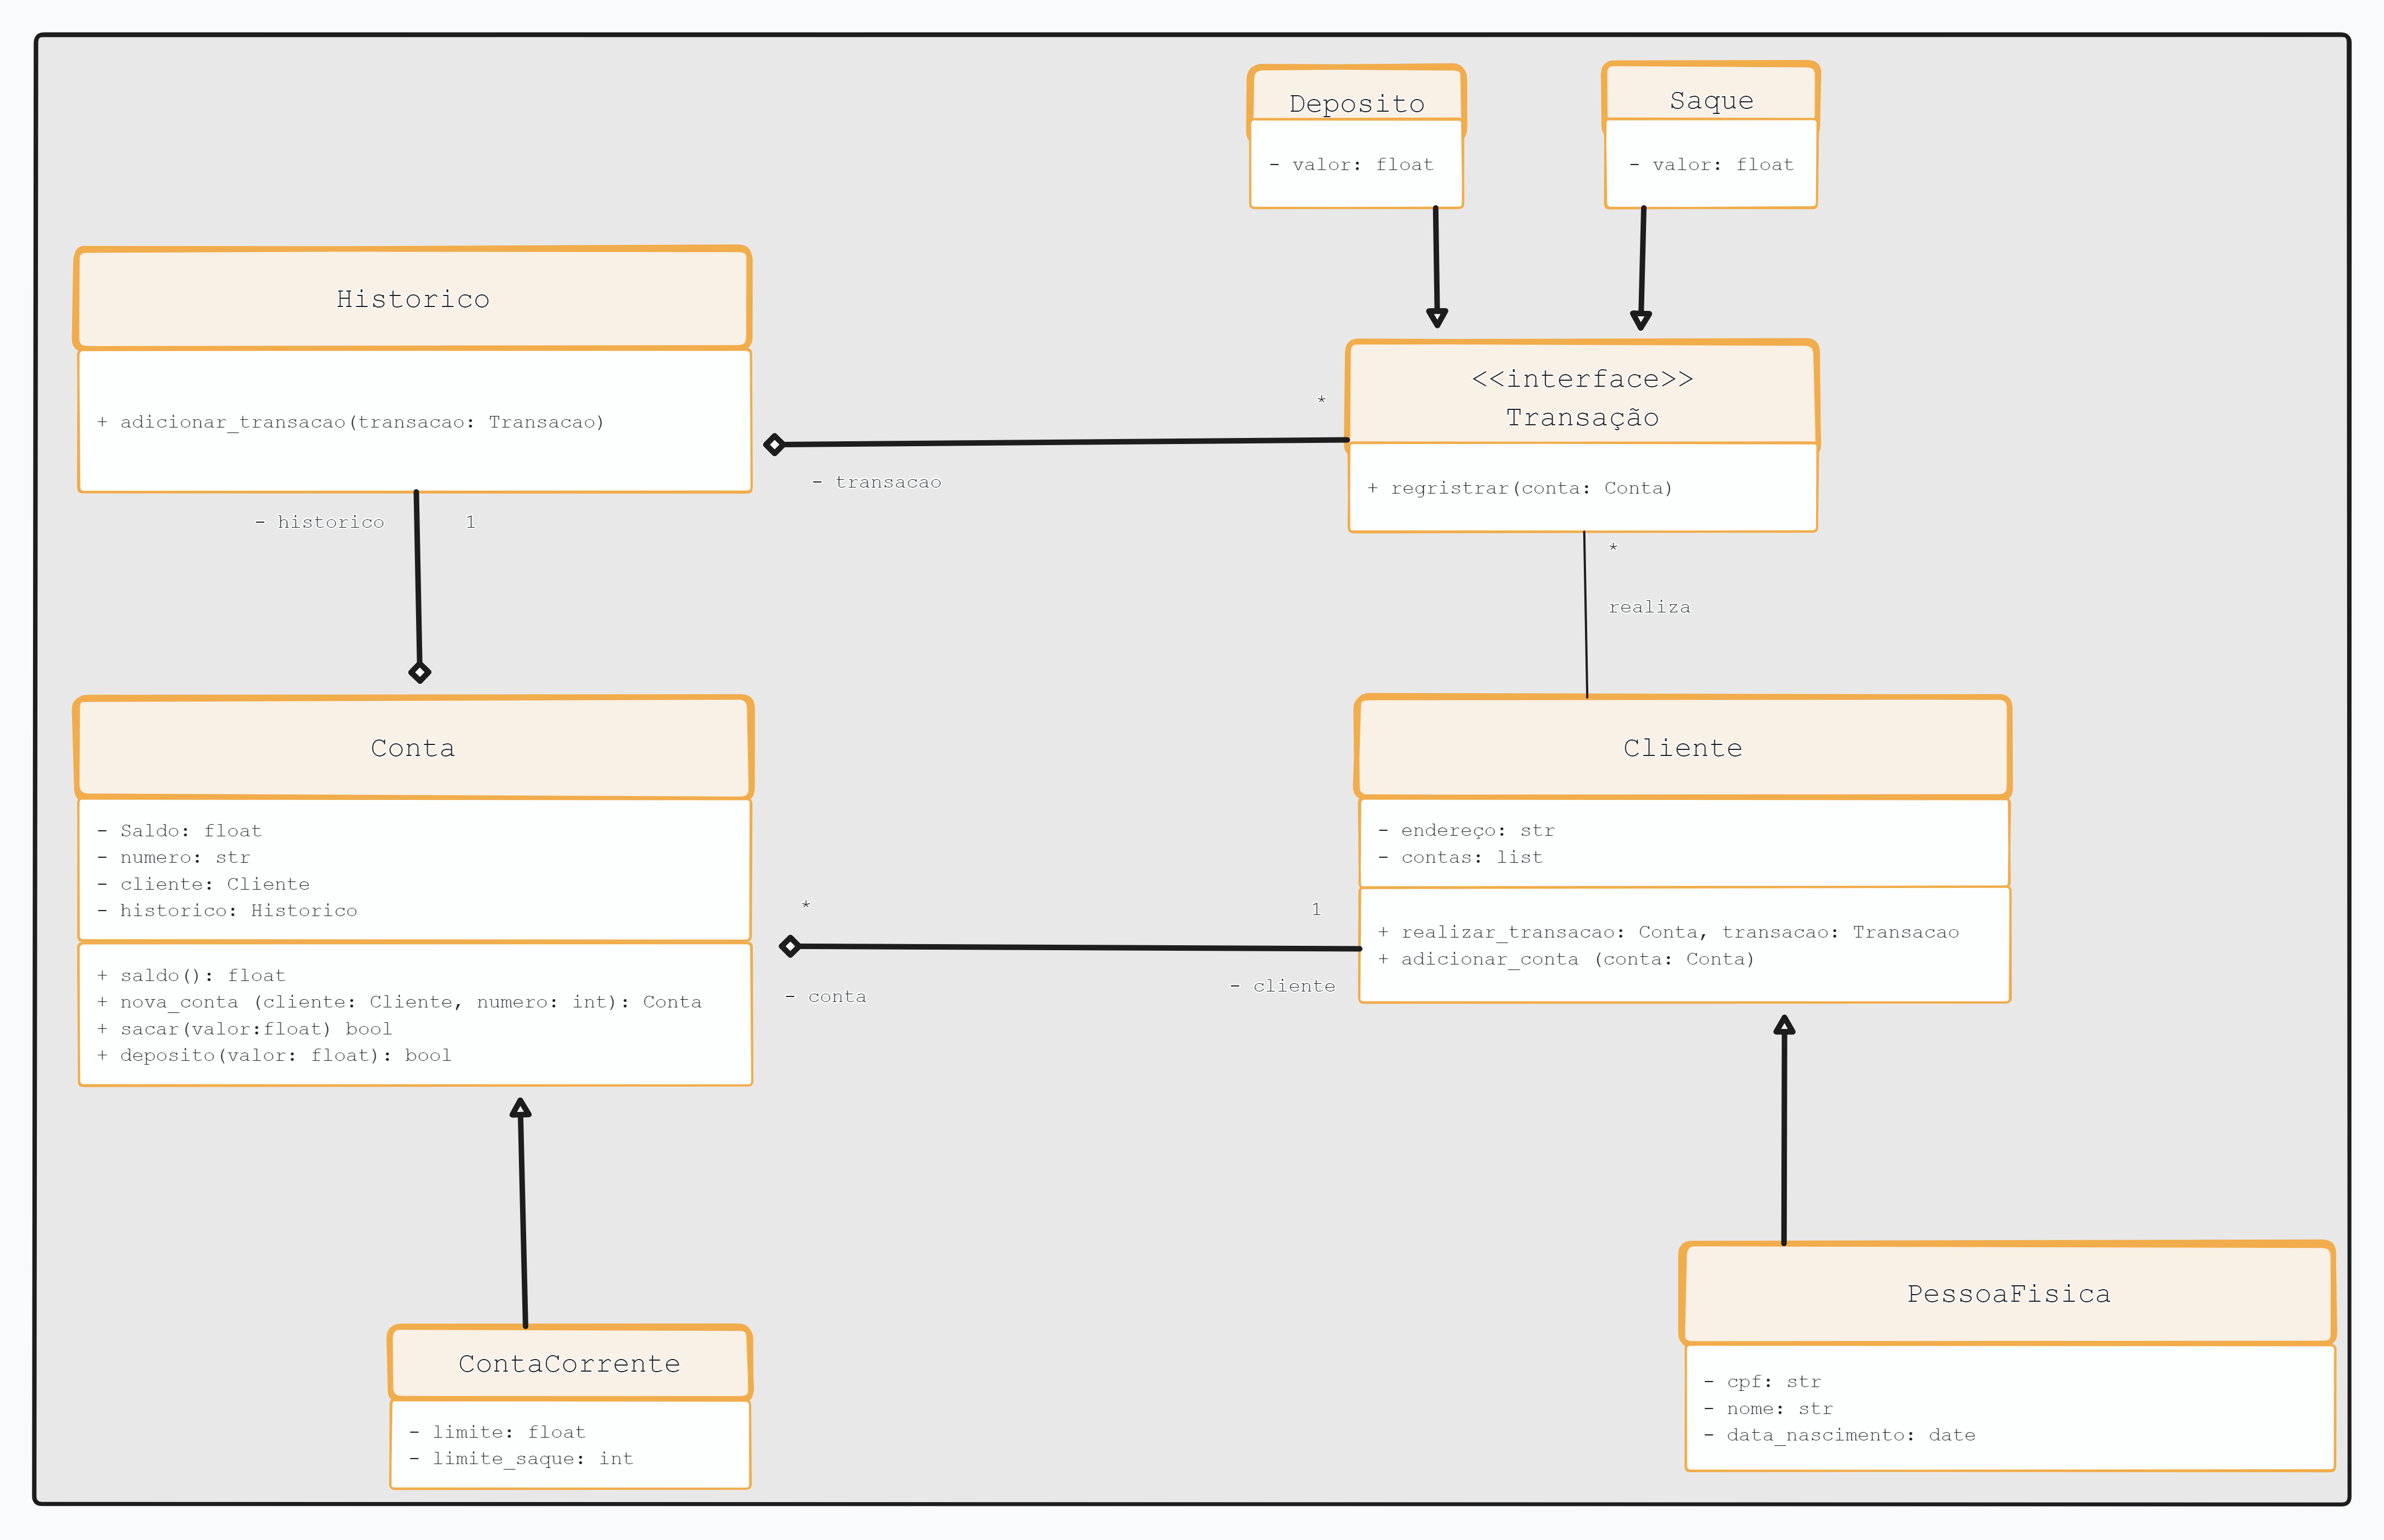 Deposito
- valor: float
Saque
- valor: float
Historico
+ adicionar_transacao(transacao: Transacao)
<<interface>>
Transação
+ regristrar(conta: Conta)
*
- transacao
- historico
1
*
realiza
Conta
- Saldo: float
- numero: str
- cliente: Cliente
- historico: Historico
+ saldo(): float
+ nova_conta (cliente: Cliente, numero: int): Conta
+ sacar(valor:float) bool
+ deposito(valor: float): bool
*
- conta
1
- cliente
Cliente
- endereço: str
- contas: list
+ realizar_transacao: Conta, transacao: Transacao
+ adicionar_conta (conta: Conta)
ContaCorrente
- limite: float
- limite_saque: int
PessoaFisica
- cpf: str
- nome: str
- data_nascimento: date